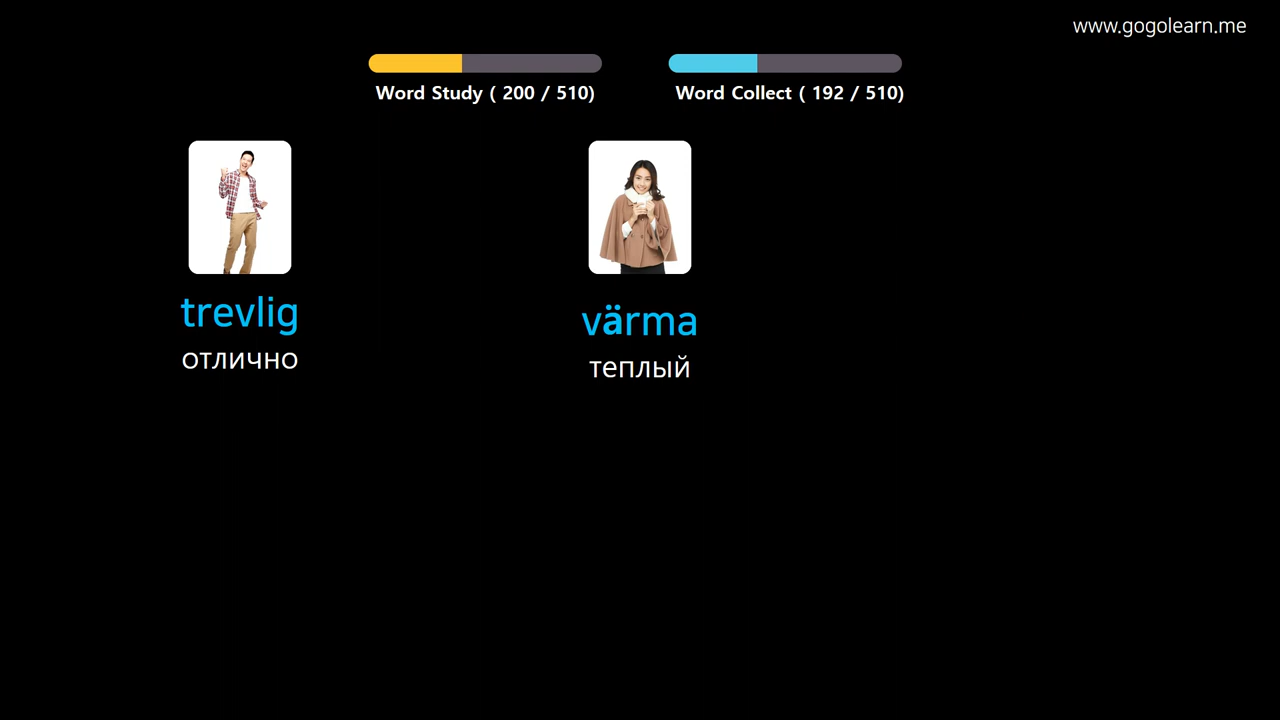 www.gogolearn.me
Word Study ( 200 / 510)
Word Collect ( 192 / 510)
trevlig
отлично
värma
теплый